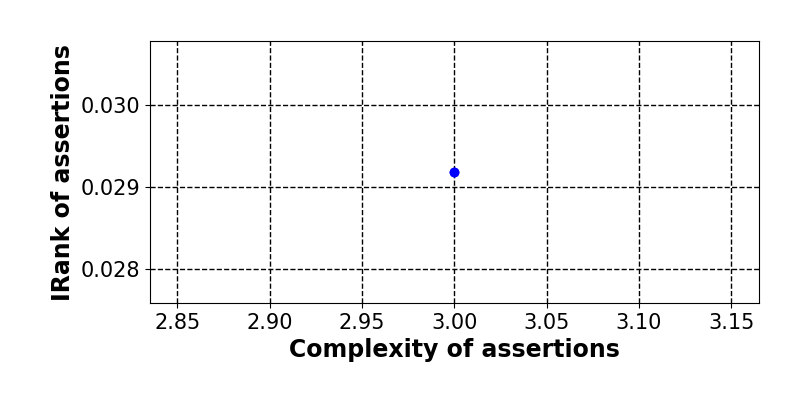 IRank of assertions
0.030
0.029
0.028
2.85 2.90 2.95 3.00 3.05 3.10 3.15
Complexity of assertions